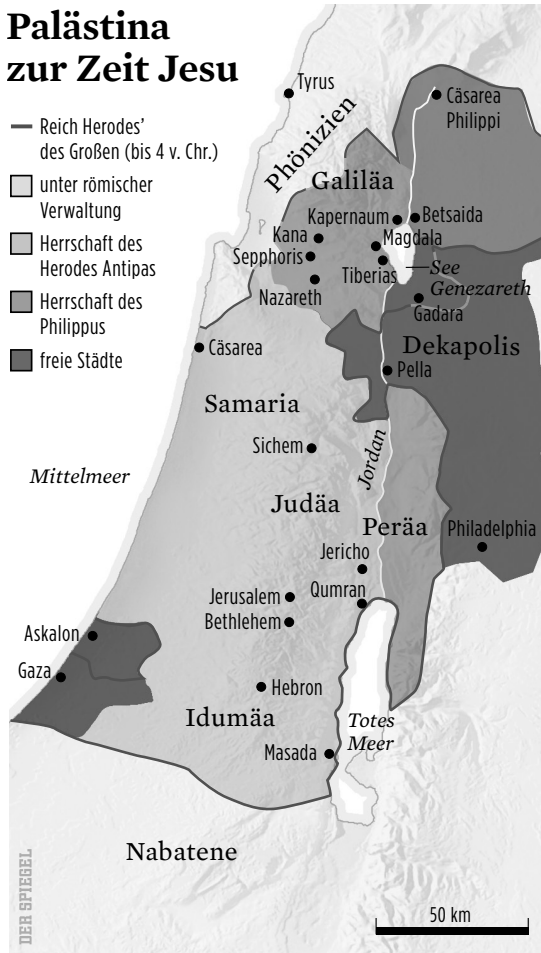 Palästina
zur Zeit Jesu
Reich Herodes’
des Großen (bis 4 v. Chr.)
unter römischer
Verwaltung
Herrschaft des
Herodes Antipas
Herrschaft des
Philippus
freie Städte
Tyrus
Cäsarea
Philippi
Phönizien
Galiläa
Kapernaum
Betsaida
Kana
Magdala
Sepphoris
Tiberias
See
Genezareth
Nazareth
Gadara
Cäsarea
Dekapolis
Pella
Samaria
Sichem
Jordan
Mittelmeer
Judäa
Peräa
Philadelphia
Jericho
Qumran
Jerusalem
Bethlehem
Askalon
Gaza
Hebron
Idumäa
Totes
Meer
Masada
Nabatene
DER SPIEGEL
50 km